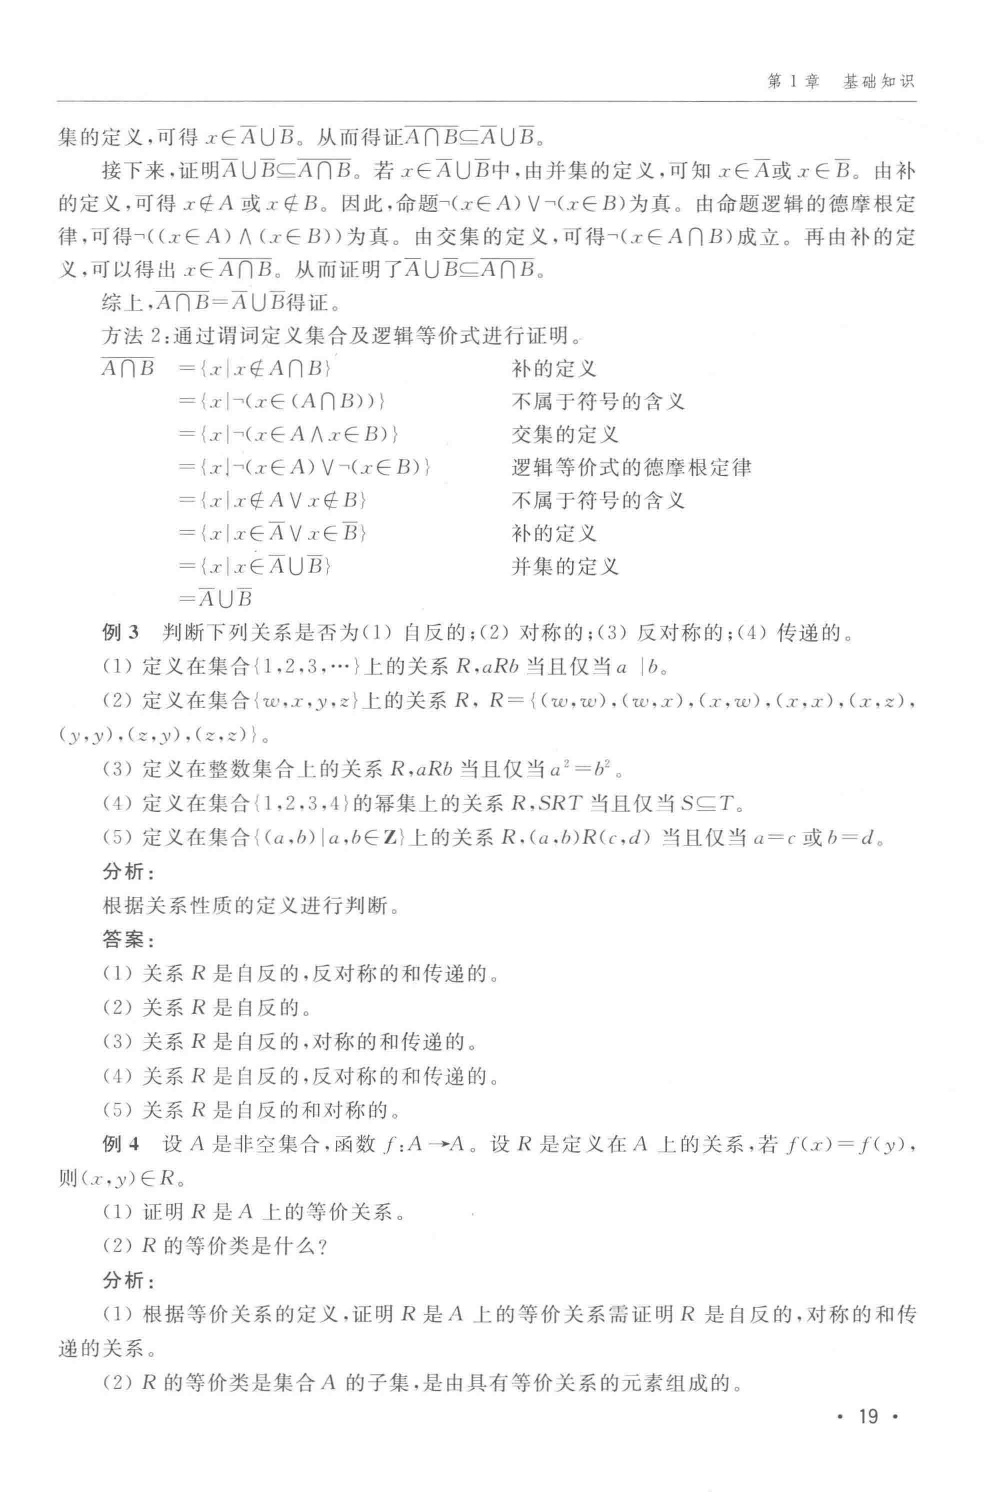 第 1 章 基础知识
集的定义,可得 x∈A̅∪B̅。从而得证A̅∩̅B̅⊆A̅∪B̅。
接下来,证明A̅∪B̅⊆A̅∩̅B̅。若 x∈A̅∪B̅中,由并集的定义,可知 x∈A̅或 x∈B̅。由补
的定义,可得 x∉A 或 x∉B。因此,命题¬(x∈A)∨¬(x∈B)为真。由命题逻辑的德摩根定
律,可得¬((x∈A)∧(x∈B))为真。由交集的定义,可得¬(x∈A∩B)成立。再由补的定
义,可以得出 x∈A̅∩̅B̅。从而证明了A̅∪B̅⊆A̅∩̅B̅。
综上,A̅∩̅B̅=A̅∪B̅得证。
方法 2:通过谓词定义集合及逻辑等价式进行证明。
A̅∩̅B̅ ={x|x∉A∩B} 补的定义
={x|¬(x∈(A∩B))} 不属于符号的含义
={x|¬(x∈A∧x∈B)} 交集的定义
={x|¬(x∈A)∨¬(x∈B)} 逻辑等价式的德摩根定律
={x|x∉A∨x∉B} 不属于符号的含义
={x|x∈A̅∨x∈B̅} 补的定义
={x|x∈A̅∪B̅} 并集的定义
=A̅∪B̅
例 3 判断下列关系是否为(1) 自反的;(2) 对称的;(3) 反对称的;(4) 传递的。
(1) 定义在集合{1,2,3,…}上的关系 R,aRb 当且仅当 a |b。
(2) 定义在集合{w,x,y,z}上的关系 R, R={(w,w),(w,x),(x,w),(x,x),(x,z),
(y,y),(z,y),(z,z)}。
(3) 定义在整数集合上的关系 R,aRb 当且仅当 a²=b²。
(4) 定义在集合{1,2,3,4}的幂集上的关系 R,SRT 当且仅当 S⊆T。
(5) 定义在集合{(a,b)|a,b∈Z}上的关系 R,(a,b)R(c,d) 当且仅当 a=c 或 b=d。
分析:
根据关系性质的定义进行判断。
答案:
(1) 关系 R 是自反的,反对称的和传递的。
(2) 关系 R 是自反的。
(3) 关系 R 是自反的,对称的和传递的。
(4) 关系 R 是自反的,反对称的和传递的。
(5) 关系 R 是自反的和对称的。
例 4 设 A 是非空集合,函数 f:A→A。设 R 是定义在 A 上的关系,若 f(x)=f(y),
则(x,y)∈R。
(1) 证明 R 是 A 上的等价关系。
(2) R 的等价类是什么?
分析:
(1) 根据等价关系的定义,证明 R 是 A 上的等价关系需证明 R 是自反的,对称的和传
递的关系。
(2) R 的等价类是集合 A 的子集,是由具有等价关系的元素组成的。
· 19 ·